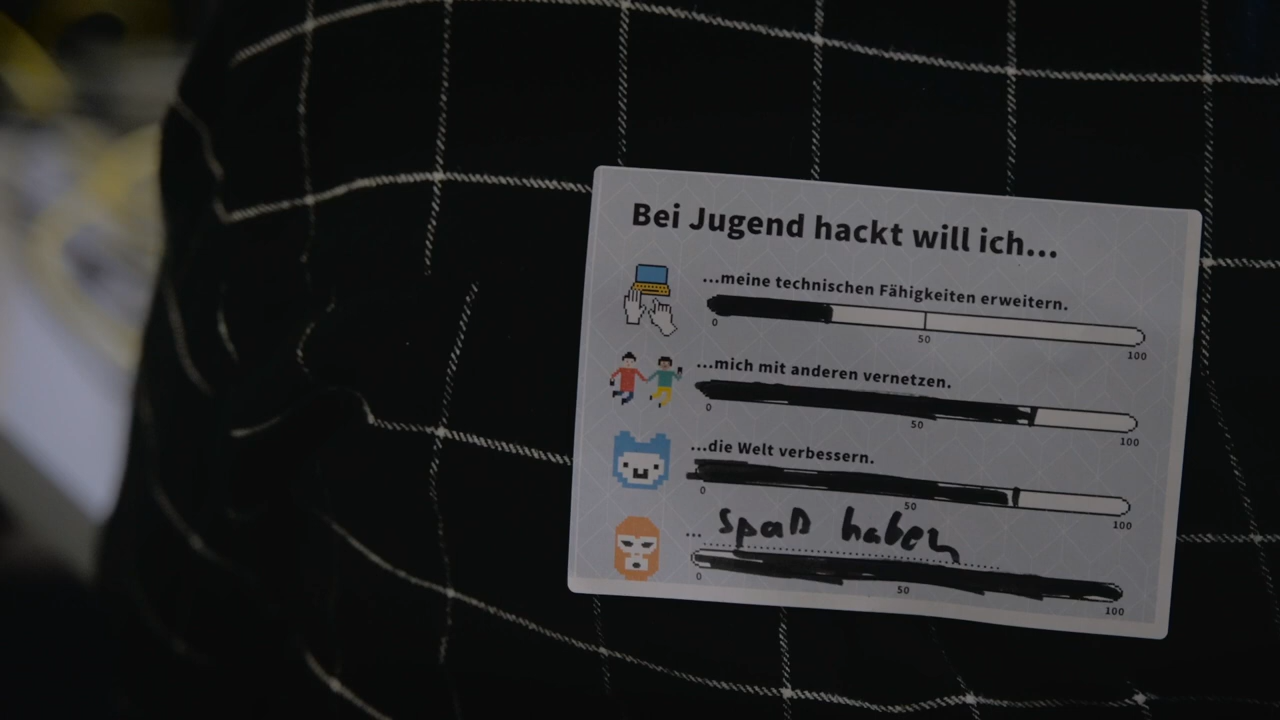 Bei Jugend hackt will ich...
...meine technischen Fähigkeiten erweitern.
0 50 100
...mich mit anderen vernetzen.
0 50 100
...die Welt verbessern.
0 50 100
... Spaß haben
0 50 100